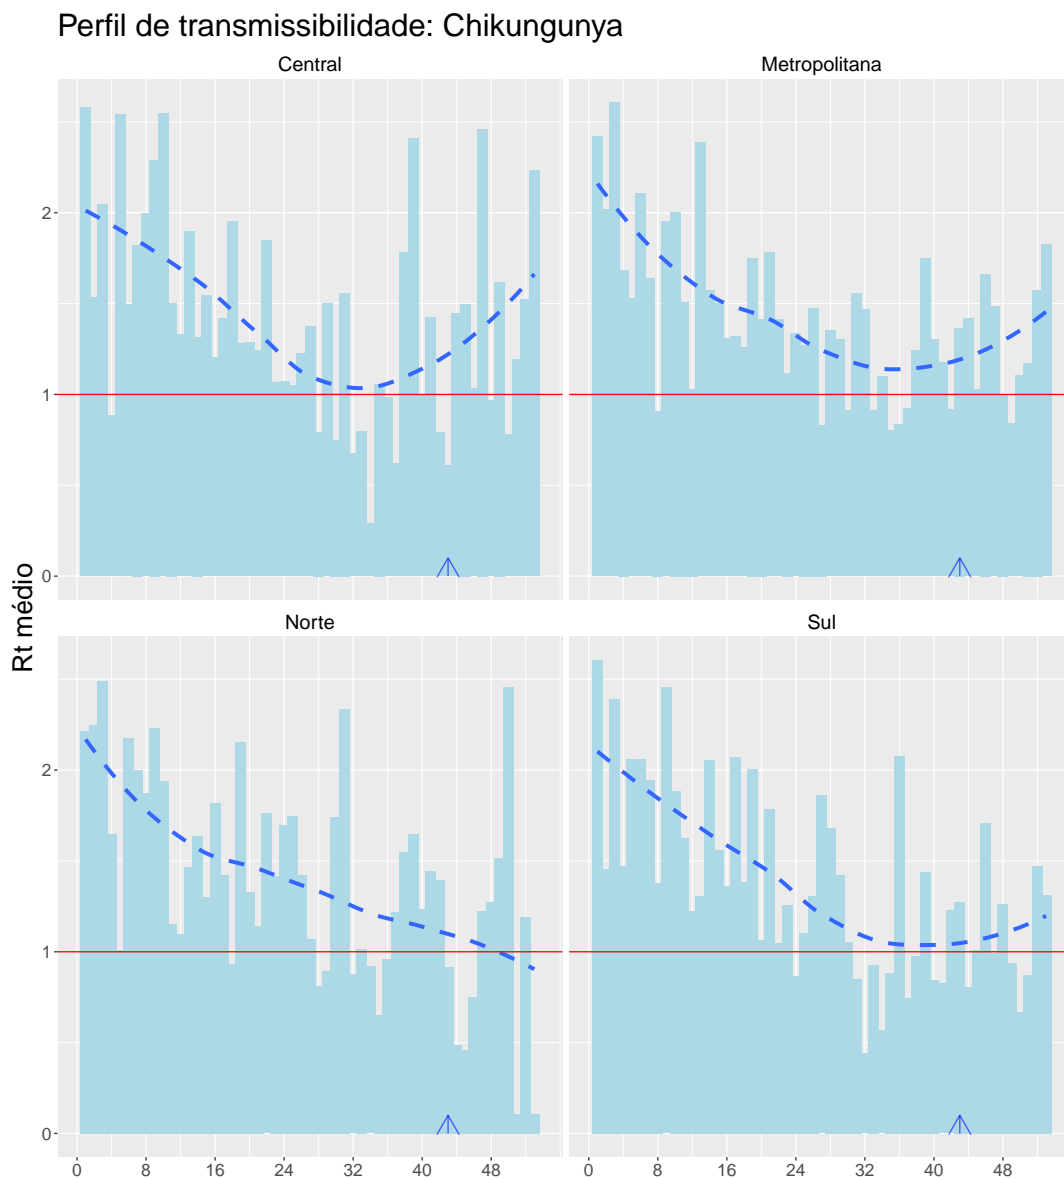 Perfil de transmissibilidade: Chikungunya
Central
Metropolitana
2
1
0
Rt médio
Norte
Sul
2
1
0
0 8 16 24 32 40 48
0 8 16 24 32 40 48